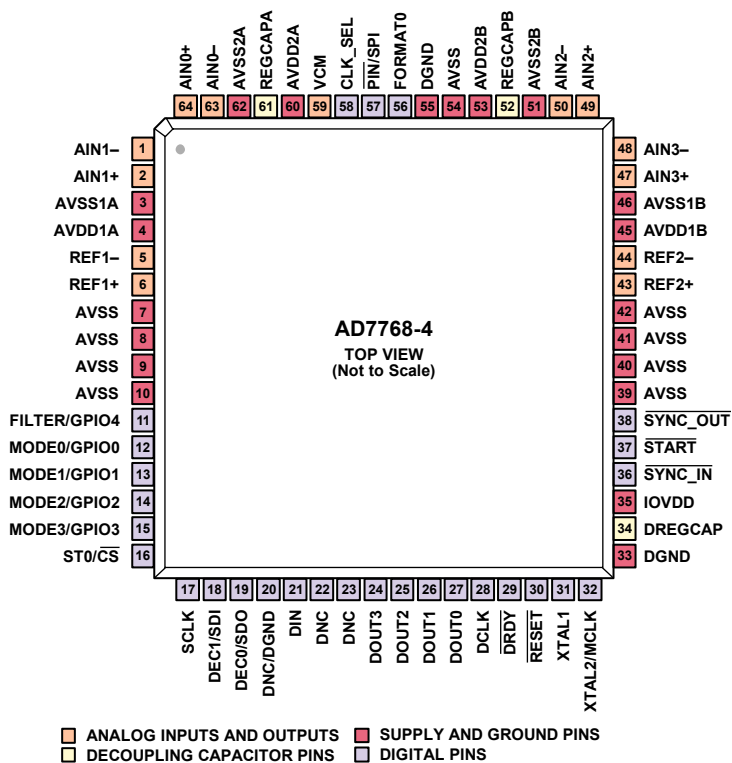 AIN0+
AIN0–
AVSS2A
REGCAPA
AVDD2A
VCM
CLK_SEL
PIN/SPI
FORMAT0
DGND
AVSS
AVDD2B
REGCAPB
AVSS2B
AIN2–
AIN2+
64 63 62 61 60 59 58 57 56 55 54 53 52 51 50 49
AIN1– 1
AIN1+ 2
AVSS1A 3
AVDD1A 4
REF1– 5
REF1+ 6
AVSS 7
AVSS 8
AVSS 9
AVSS 10
FILTER/GPIO4 11
MODE0/GPIO0 12
MODE1/GPIO1 13
MODE2/GPIO2 14
MODE3/GPIO3 15
ST0/CS 16
AD7768-4
TOP VIEW
(Not to Scale)
48 AIN3–
47 AIN3+
46 AVSS1B
45 AVDD1B
44 REF2–
43 REF2+
42 AVSS
41 AVSS
40 AVSS
39 AVSS
38 SYNC_OUT
37 START
36 SYNC_IN
35 IOVDD
34 DREGCAP
33 DGND
17 18 19 20 21 22 23 24 25 26 27 28 29 30 31 32
SCLK
DEC1/SDI
DEC0/SDO
DNC/DGND
DIN
DNC
DNC
DOUT3
DOUT2
DOUT1
DOUT0
DCLK
DRDY
RESET
XTAL1
XTAL2/MCLK
ANALOG INPUTS AND OUTPUTS
SUPPLY AND GROUND PINS
DECOUPLING CAPACITOR PINS
DIGITAL PINS